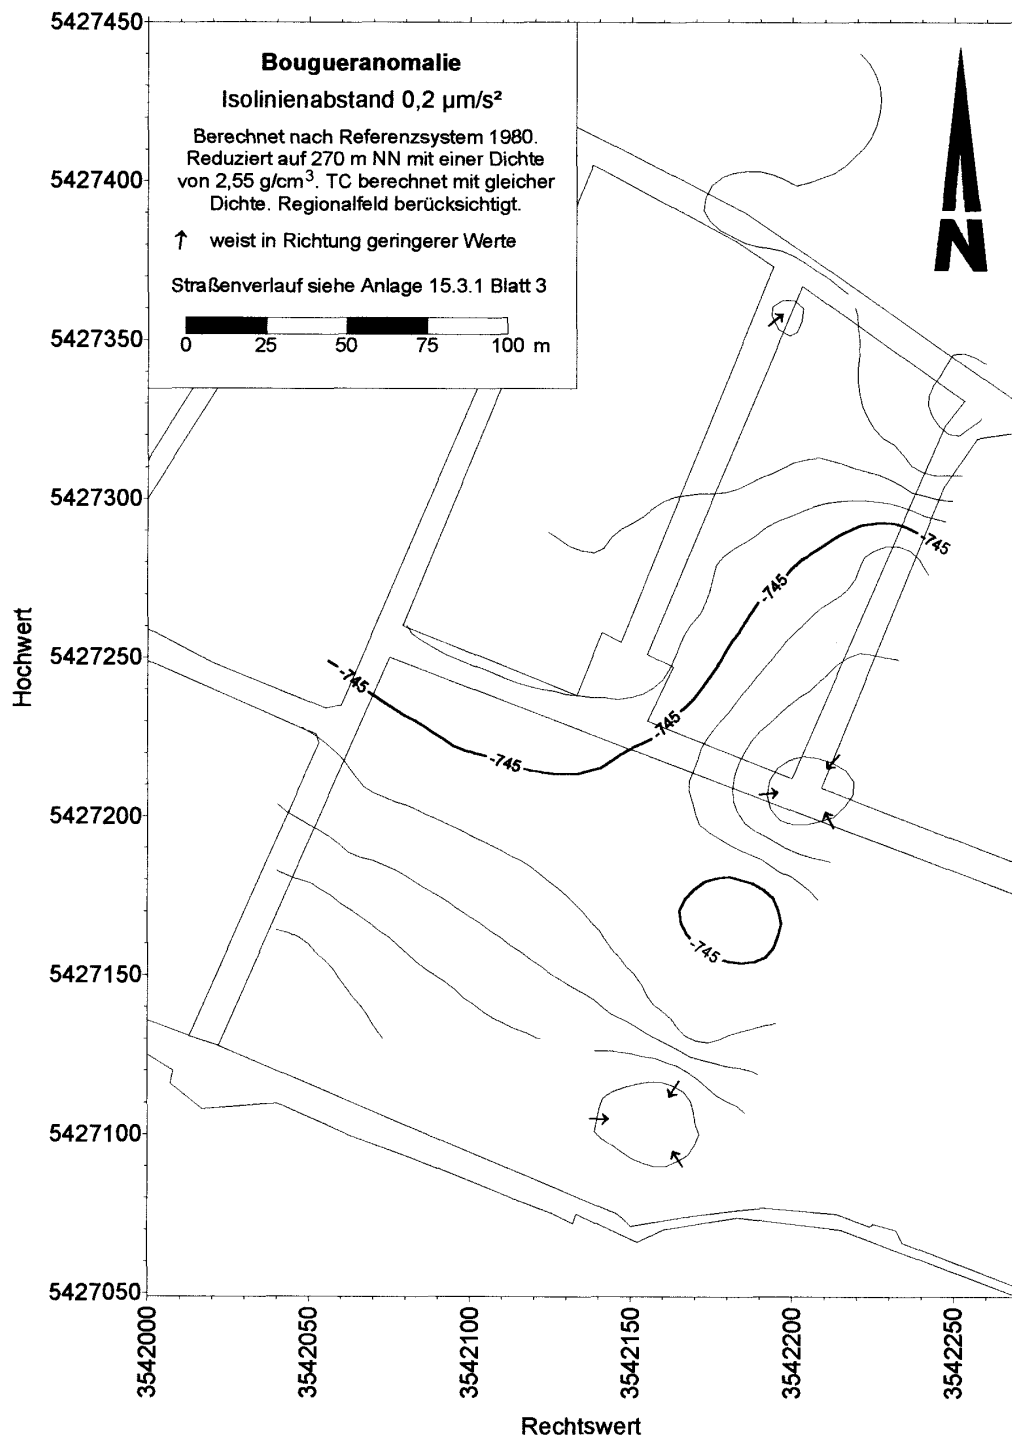 Bougueranomalie
Isolinienabstand 0,2 µm/s²
Berechnet nach Referenzsystem 1980.
Reduziert auf 270 m NN mit einer Dichte
von 2,55 g/cm³. TC berechnet mit gleicher
Dichte. Regionalfeld berücksichtigt.
↑ weist in Richtung geringerer Werte
Straßenverlauf siehe Anlage 15.3.1 Blatt 3
0 25 50 75 100 m
N
5427450
5427400
5427350
5427300
5427250
5427200
5427150
5427100
5427050
Hochwert
-745
-745
-745
-745
-745
-745
3542000
3542050
3542100
3542150
3542200
3542250
Rechtswert